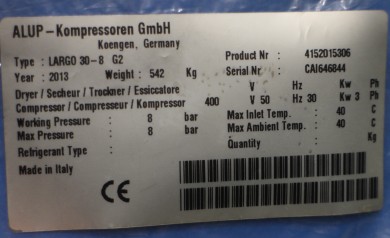 ALUP-Kompressoren GmbH
Koengen, Germany
Type : LARGO 30-8 G2 Product Nr : 4152015306
Year : 2013 Weight : 542 Kg Serial Nr : CAI646844
Dryer / Secheur / Trockner / Essiccatore V Hz Kw Ph
Compressor / Compresseur / Kompressor 400 V 50 Hz 30 Kw 3 Ph
Working Pressure : 8 bar Max Inlet Temp. : 40 C
Max Pressure : 8 bar Max Ambient Temp. : 40 C
Refrigerant Type : Quantity : Kg
Made in Italy
CE